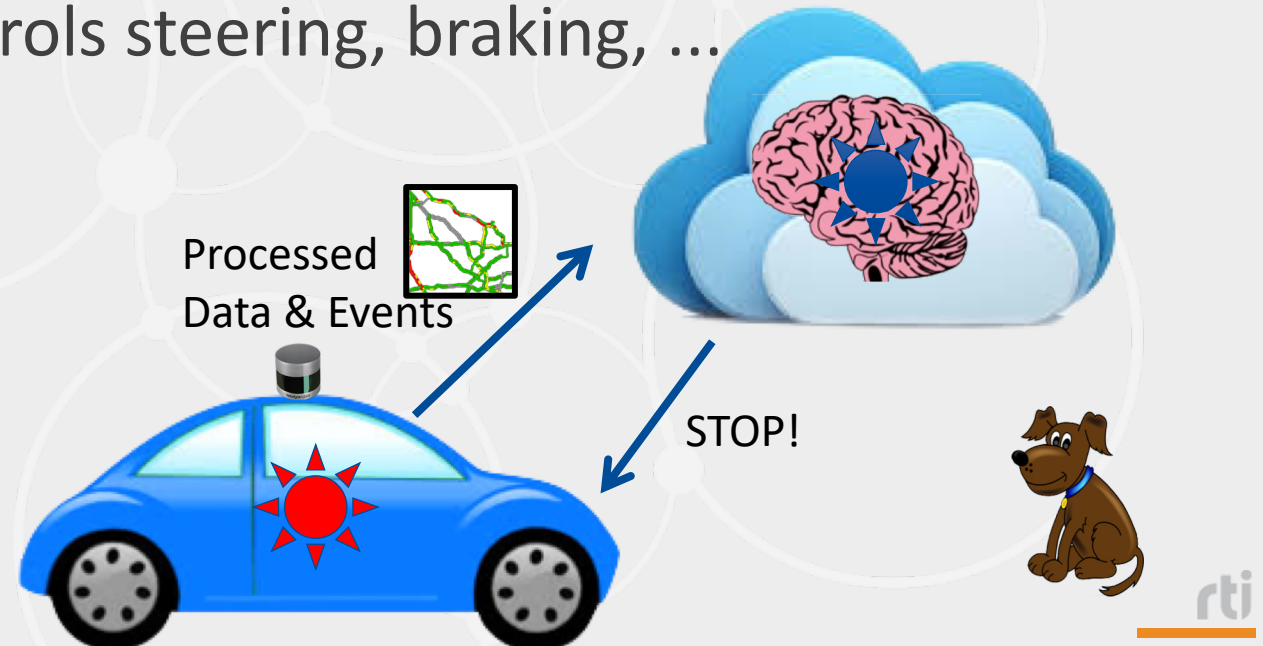 rols steering, braking, ...
Processed
Data & Events
STOP!
rti